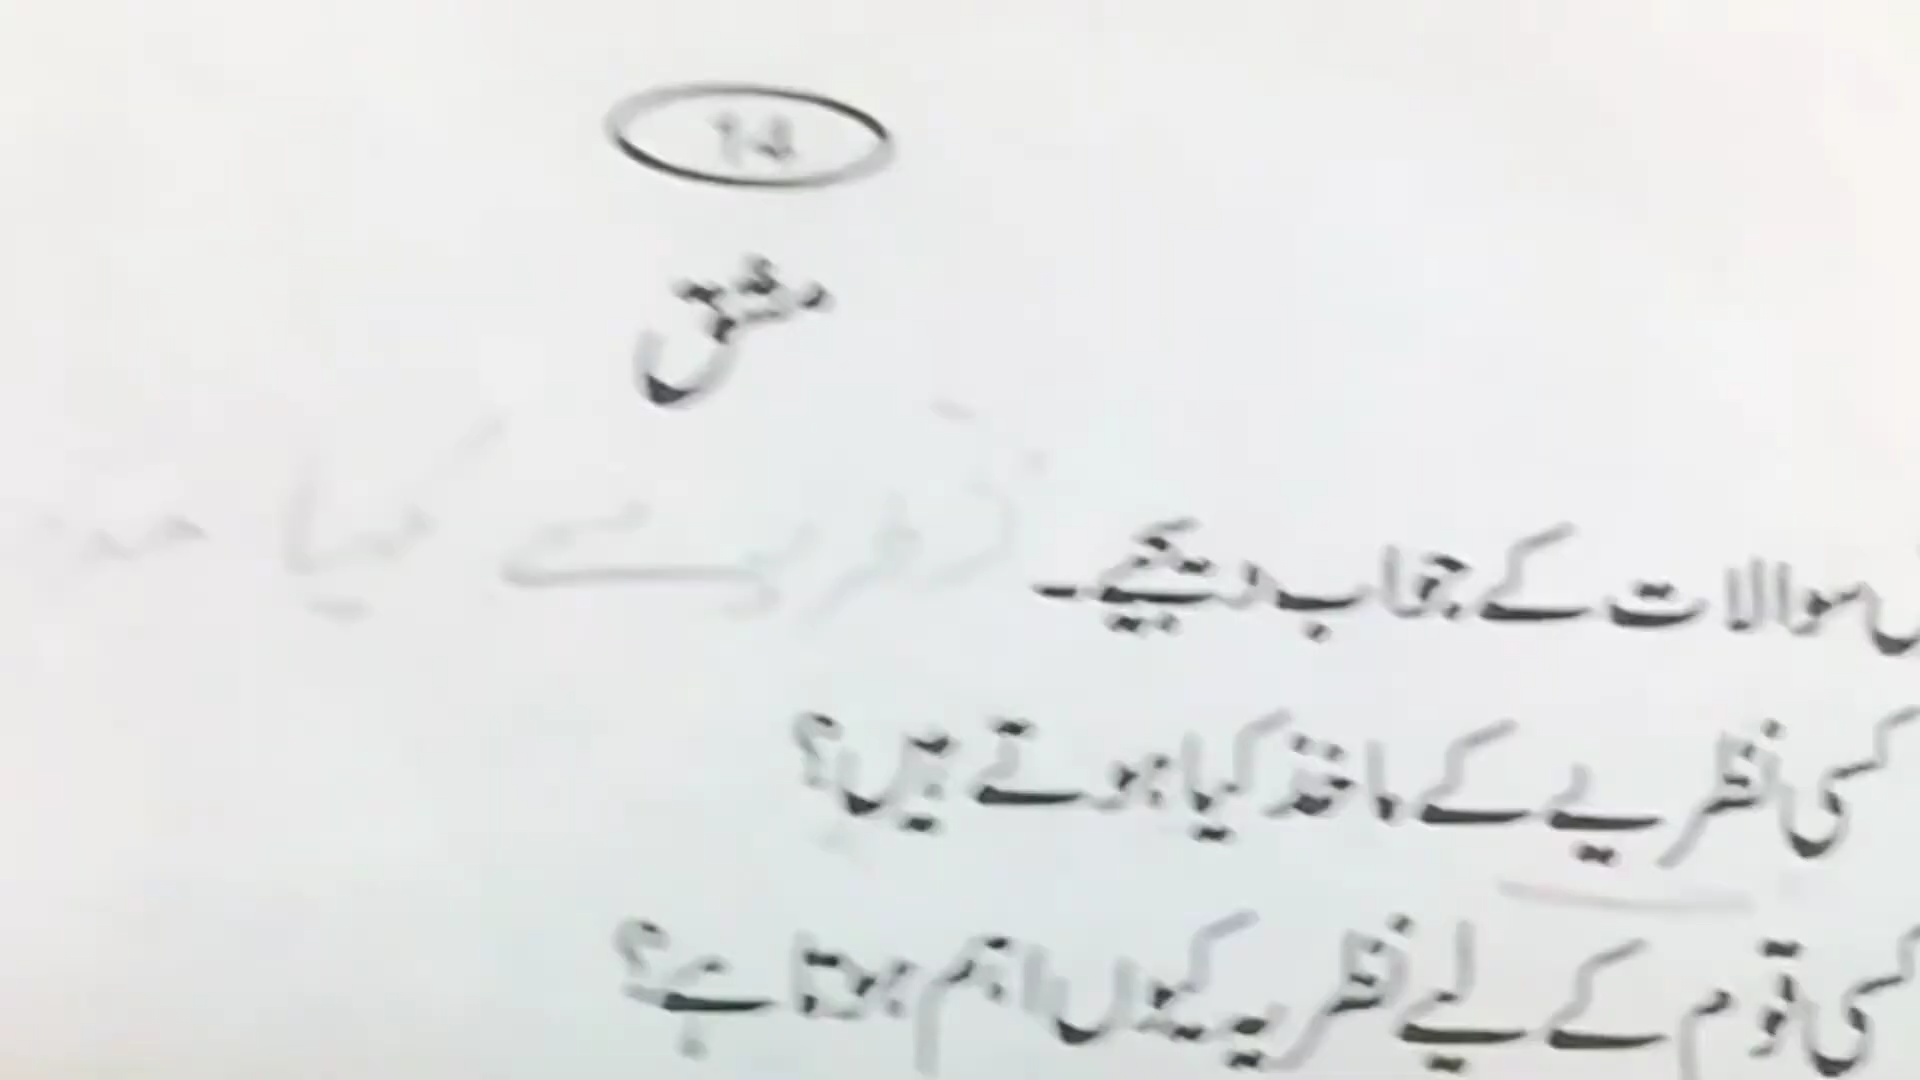 14
مشق
سوالات کے جواب دیجیے۔
کسی نظریے کے ماخذ کیا ہوتے ہیں؟
کسی قوم کے لیے نظریہ کیوں اہم ہوتا ہے؟